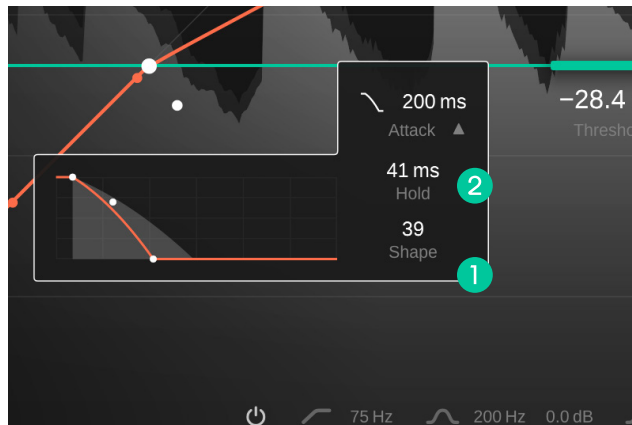 200 ms
Attack
−28.4
41 ms
Hold
2
39
Shape
1
75 Hz
200 Hz
0.0 dB